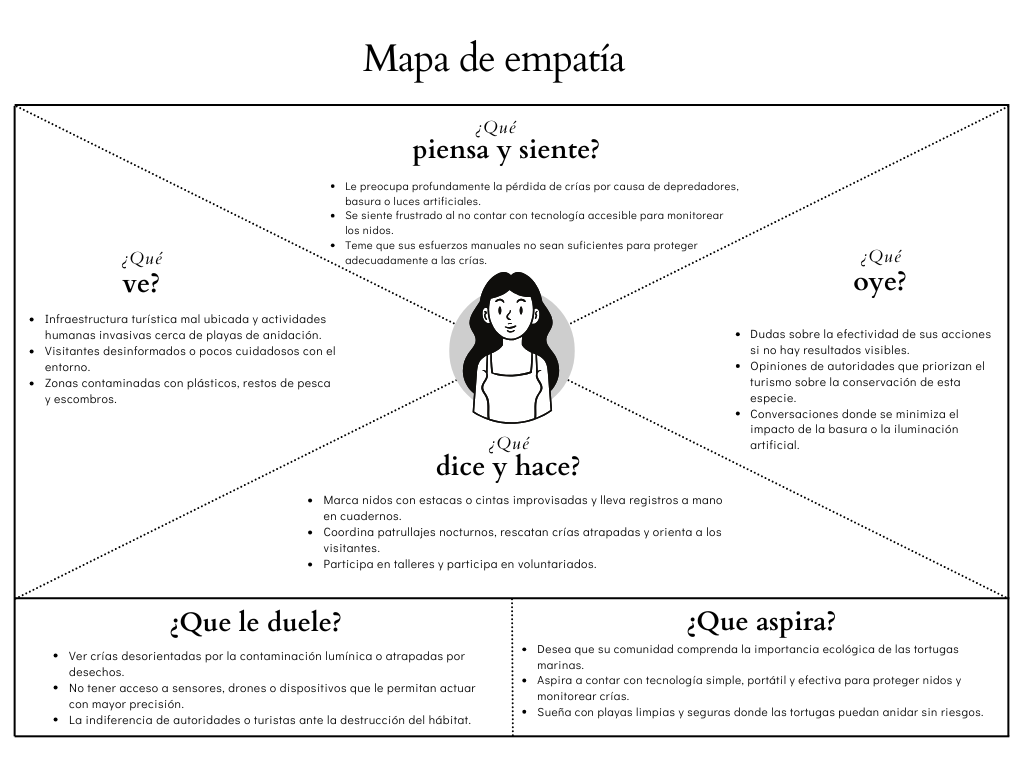 Mapa de empatía
¿Qué
piensa y siente?
• Le preocupa profundamente la pérdida de crías por causa de depredadores,
basura o luces artificiales.
• Se siente frustrado al no contar con tecnología accesible para monitorear
los nidos.
• Teme que sus esfuerzos manuales no sean suficientes para proteger
adecuadamente a las crías.
¿Qué
ve?
• Infraestructura turística mal ubicada y actividades
humanas invasivas cerca de playas de anidación.
• Visitantes desinformados o pocos cuidadosos con el
entorno.
• Zonas contaminadas con plásticos, restos de pesca
y escombros.
¿Qué
oye?
• Dudas sobre la efectividad de sus acciones
si no hay resultados visibles.
• Opiniones de autoridades que priorizan el
turismo sobre la conservación de esta
especie.
• Conversaciones donde se minimiza el
impacto de la basura o la iluminación
artificial.
¿Qué
dice y hace?
• Marca nidos con estacas o cintas improvisadas y lleva registros a mano
en cuadernos.
• Coordina patrullajes nocturnos, rescatan crías atrapadas y orienta a los
visitantes.
• Participa en talleres y participa en voluntariados.
¿Que le duele?
• Ver crías desorientadas por la contaminación lumínica o atrapadas por
desechos.
• No tener acceso a sensores, drones o dispositivos que le permitan actuar
con mayor precisión.
• La indiferencia de autoridades o turistas ante la destrucción del hábitat.
¿Que aspira?
• Desea que su comunidad comprenda la importancia ecológica de las tortugas
marinas.
• Aspira a contar con tecnología simple, portátil y efectiva para proteger nidos y
monitorear crías.
• Sueña con playas limpias y seguras donde las tortugas puedan anidar sin riesgos.